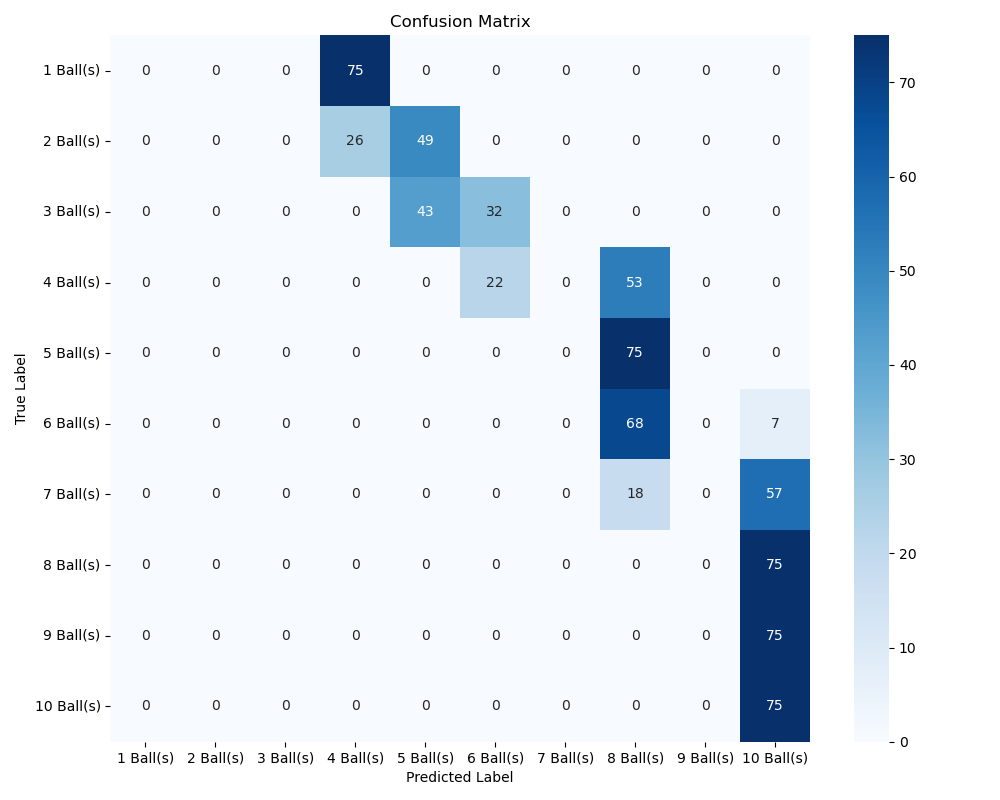 Confusion Matrix
1 Ball(s) 0 0 0 75 0 0 0 0 0 0
2 Ball(s) 0 0 0 26 49 0 0 0 0 0
3 Ball(s) 0 0 0 0 43 32 0 0 0 0
4 Ball(s) 0 0 0 0 0 22 0 53 0 0
5 Ball(s) 0 0 0 0 0 0 0 75 0 0
6 Ball(s) 0 0 0 0 0 0 0 68 0 7
7 Ball(s) 0 0 0 0 0 0 0 18 0 57
8 Ball(s) 0 0 0 0 0 0 0 0 0 75
9 Ball(s) 0 0 0 0 0 0 0 0 0 75
10 Ball(s) 0 0 0 0 0 0 0 0 0 75
1 Ball(s) 2 Ball(s) 3 Ball(s) 4 Ball(s) 5 Ball(s) 6 Ball(s) 7 Ball(s) 8 Ball(s) 9 Ball(s) 10 Ball(s)
Predicted Label
True Label
70
60
50
40
30
20
10
0